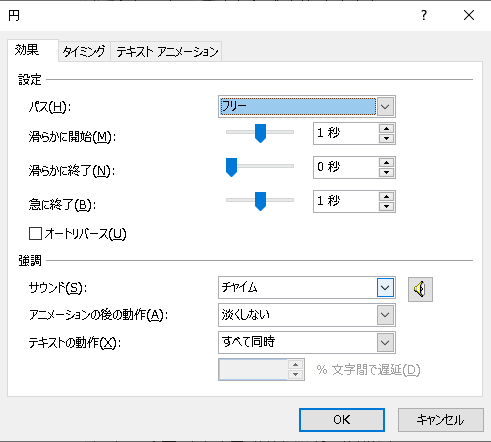 円
効果 タイミング テキスト アニメーション
設定
パス(H): フリー
滑らかに開始(M): 1 秒
滑らかに終了(N): 0 秒
急に終了(B): 1 秒
オートリバース(U)
強調
サウンド(S): チャイム
アニメーションの後の動作(A): 淡くしない
テキストの動作(X): すべて同時
% 文字間で遅延(D)
OK キャンセル